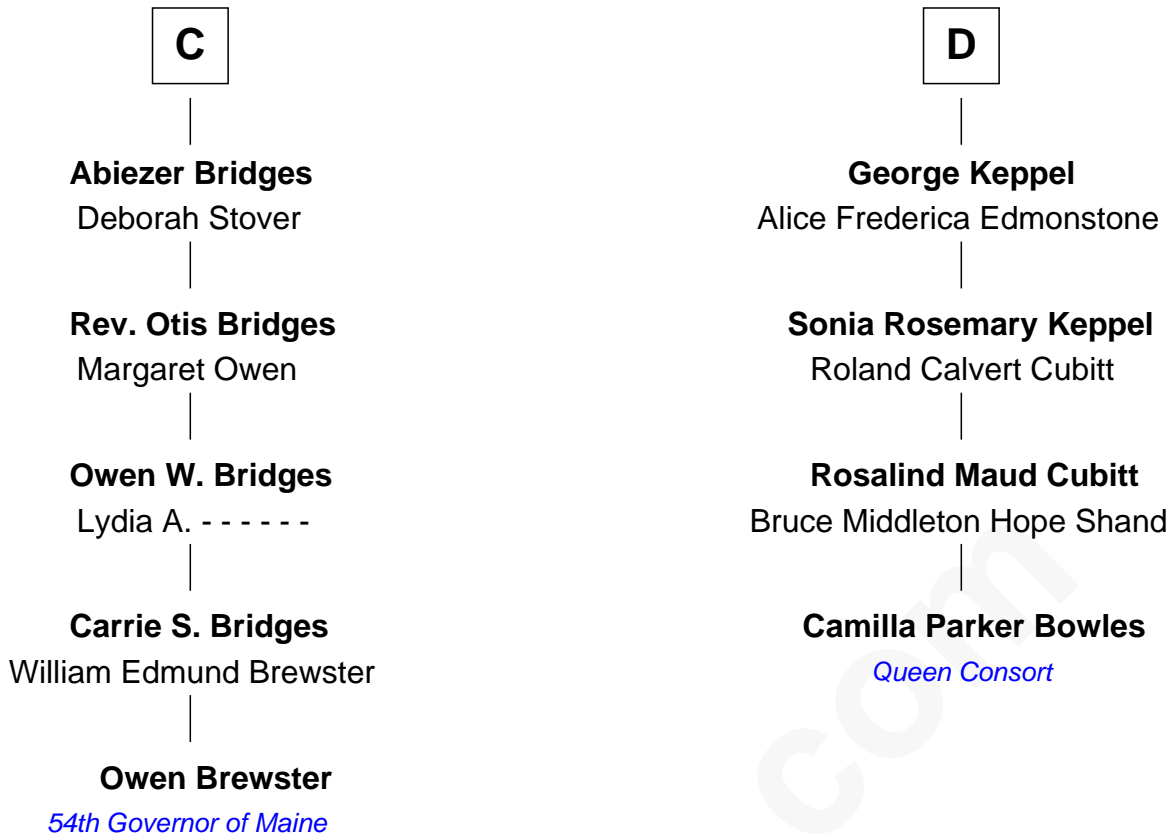 C
Abiezer Bridges
Deborah Stover
Rev. Otis Bridges
Margaret Owen
Owen W. Bridges
Lydia A. - - - - - -
Carrie S. Bridges
William Edmund Brewster
Owen Brewster
54th Governor of Maine
D
George Keppel
Alice Frederica Edmonstone
Sonia Rosemary Keppel
Roland Calvert Cubitt
Rosalind Maud Cubitt
Bruce Middleton Hope Shand
Camilla Parker Bowles
Queen Consort
com